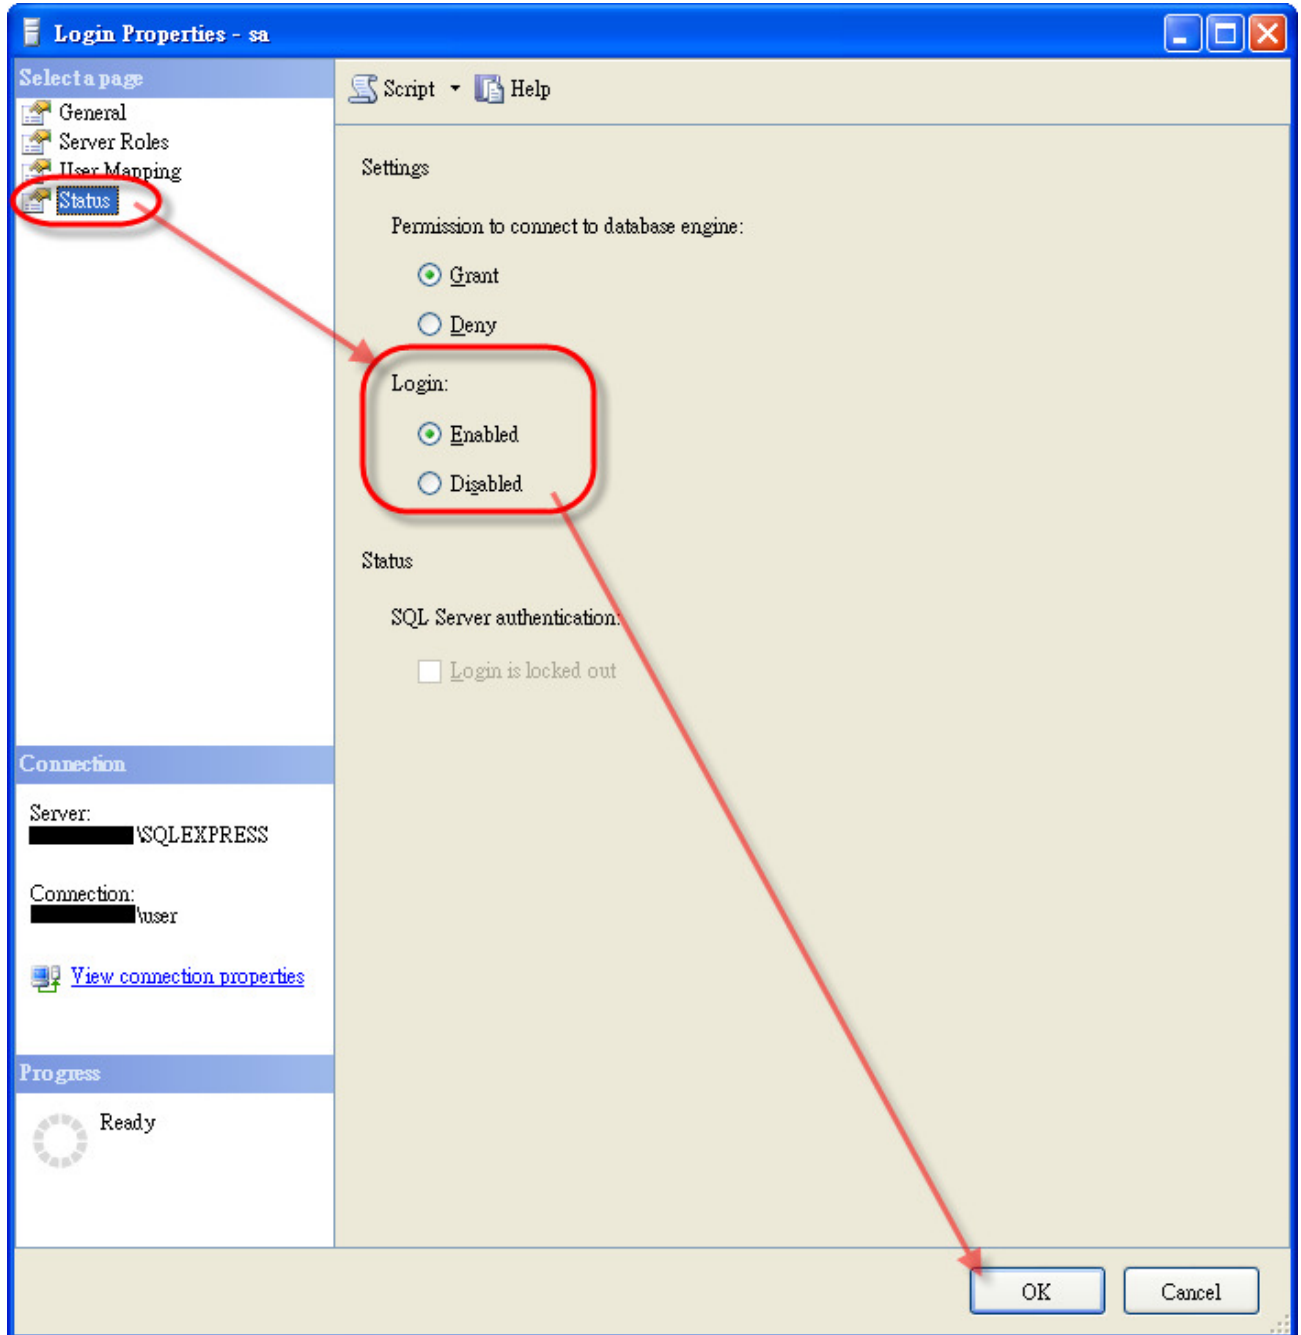 Login Properties - sa
Select a page
General
Server Roles
User Mapping
Status
Script
Help
Settings
Permission to connect to database engine:
Grant
Deny
Login:
Enabled
Disabled
Status
SQL Server authentication:
Login is locked out
Connection
Server:
\SQLEXPRESS
Connection:
\user
View connection properties
Progress
Ready
OK
Cancel